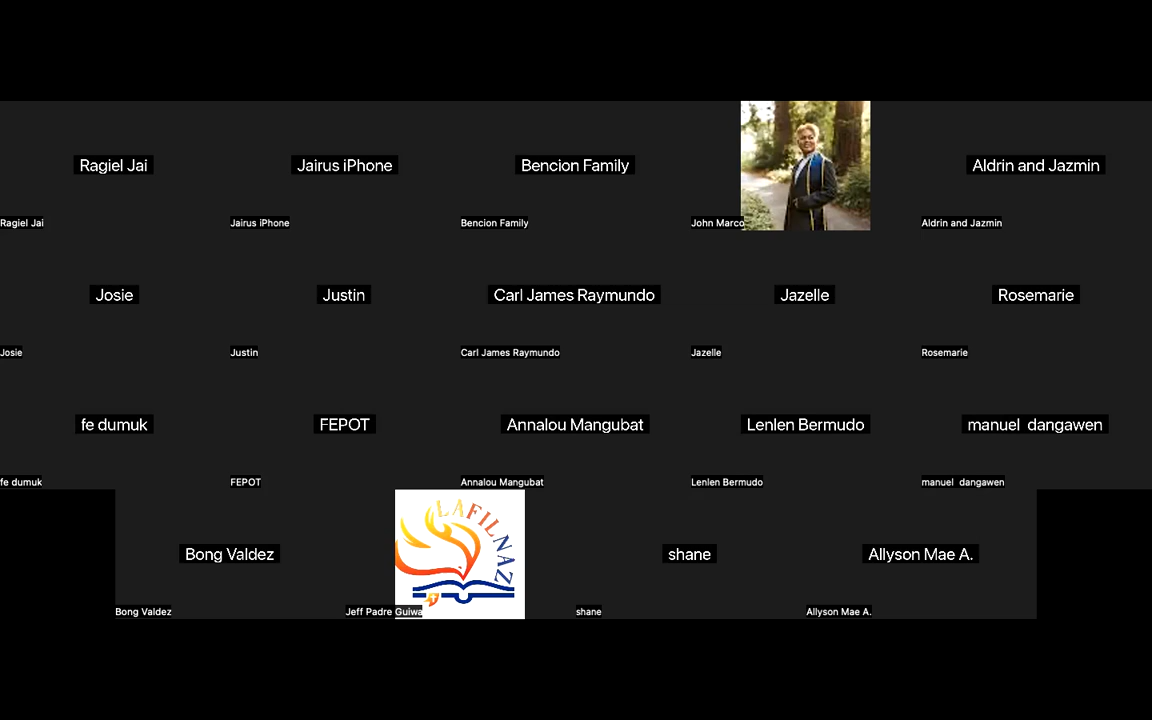 Ragiel Jai
Jairus iPhone
Bencion Family
Aldrin and Jazmin
Ragiel Jai
Jairus iPhone
Bencion Family
John Marco
Aldrin and Jazmin
Josie
Justin
Carl James Raymundo
Jazelle
Rosemarie
Josie
Justin
Carl James Raymundo
Jazelle
Rosemarie
fe dumuk
FEPOT
Annalou Mangubat
Lenlen Bermudo
manuel dangawen
fe dumuk
FEPOT
Annalou Mangubat
Lenlen Bermudo
manuel dangawen
Bong Valdez
LAFILNAZ
shane
Allyson Mae A.
Bong Valdez
Jeff Padre Guiwa
shane
Allyson Mae A.